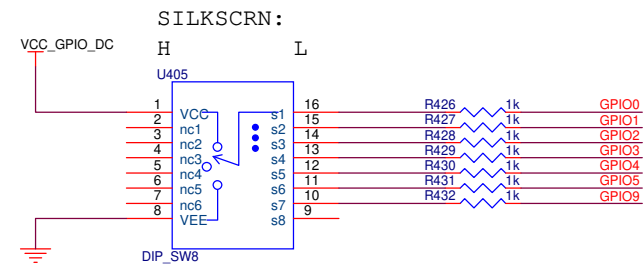 SILKSCRN:
VCC_GPIO_DC H L
U405
1 VCC s1 16 R426 1k GPIO0
2 nc1 s2 15 R427 1k GPIO1
3 nc2 s3 14 R428 1k GPIO2
4 nc3 s4 13 R429 1k GPIO3
5 nc4 s5 12 R430 1k GPIO4
6 nc5 s6 11 R431 1k GPIO5
7 nc6 s7 10 R432 1k GPIO9
8 VEE s8 9
DIP_SW8